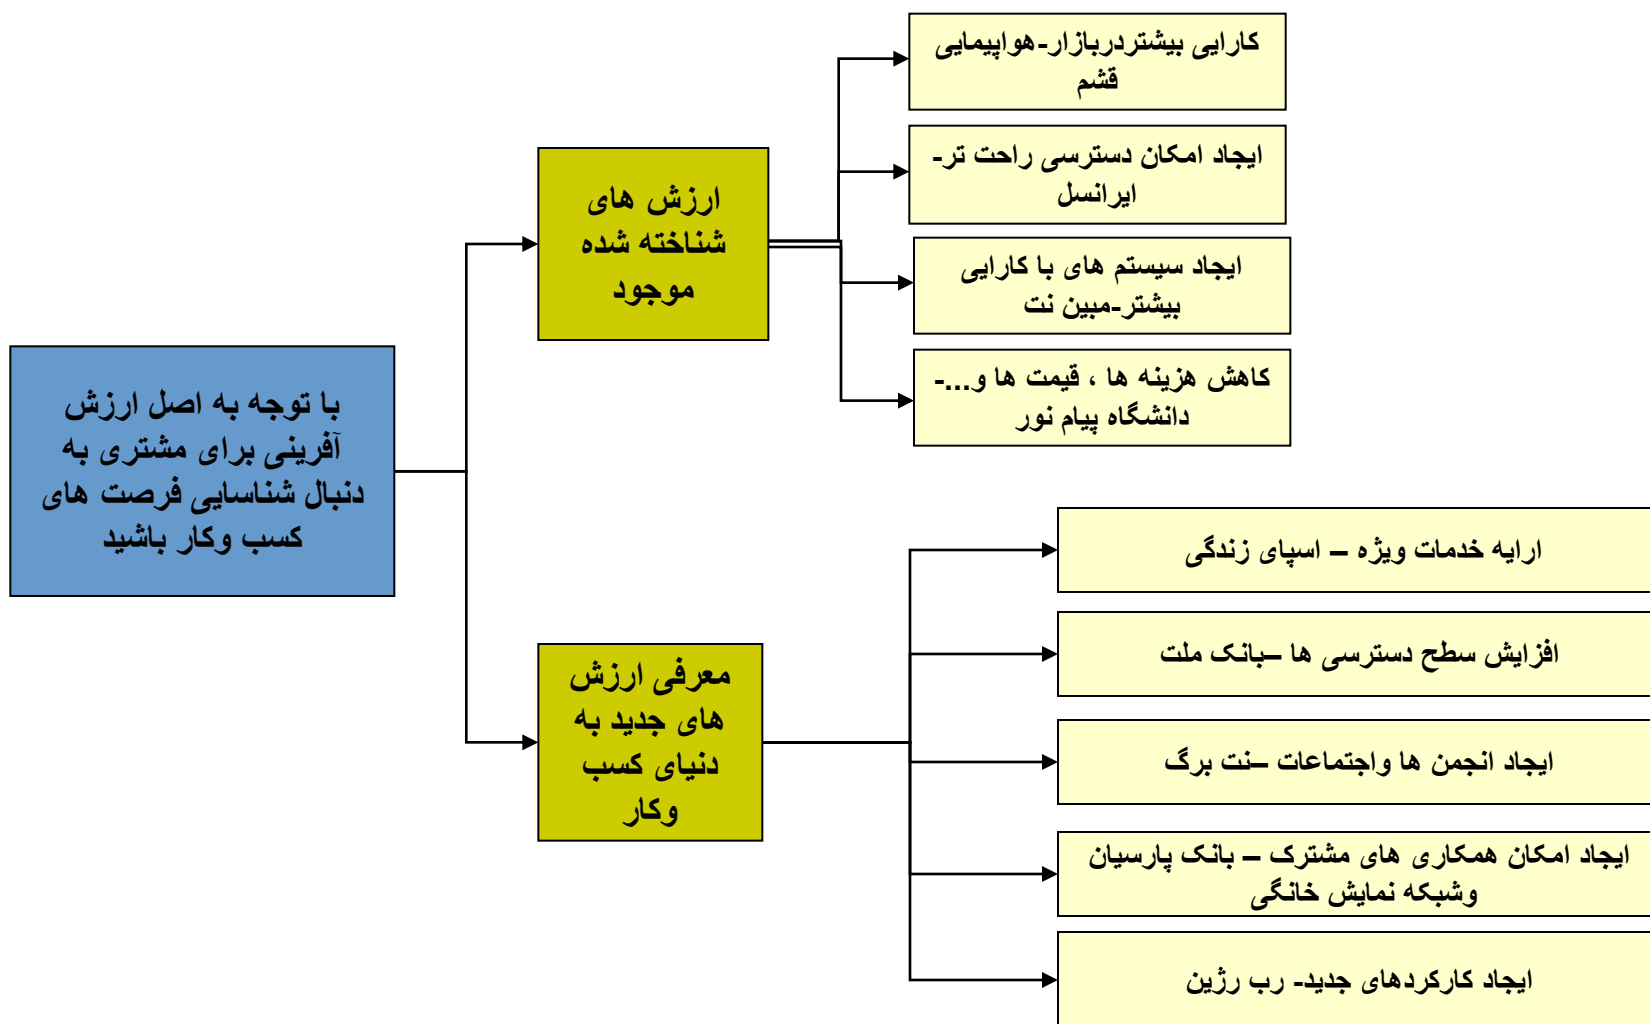 با توجه به اصل ارزش
آفرینی برای مشتری به
دنبال شناسایی فرصت های
کسب وکار باشید
ارزش های
شناخته شده
موجود
کارایی بیشتردربازار-هواپیمایی
قشم
ایجاد امکان دسترسی راحت تر-
ایرانسل
ایجاد سیستم های با کارایی
بیشتر-مبین نت
کاهش هزینه ها ، قیمت ها و...-
دانشگاه پیام نور
معرفی ارزش
های جدید به
دنیای کسب
وکار
ارایه خدمات ویژه – اسپای زندگی
افزایش سطح دسترسی ها –بانک ملت
ایجاد انجمن ها واجتماعات –نت برگ
ایجاد امکان همکاری های مشترک – بانک پارسیان
وشبکه نمایش خانگی
ایجاد کارکردهای جدید- رب رژین